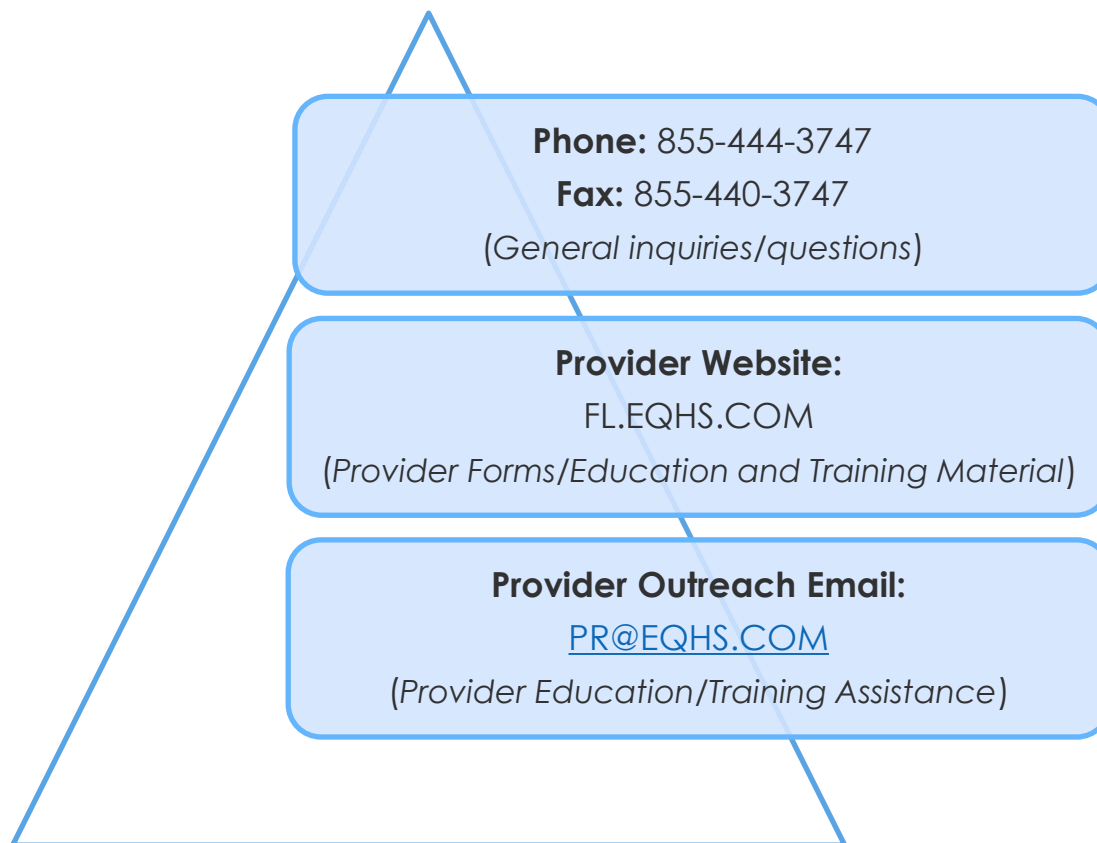 Phone: 855-444-3747
Fax: 855-440-3747
(General inquiries/questions)
Provider Website:
FL.EQHS.COM
(Provider Forms/Education and Training Material)
Provider Outreach Email:
PR@EQHS.COM
(Provider Education/Training Assistance)